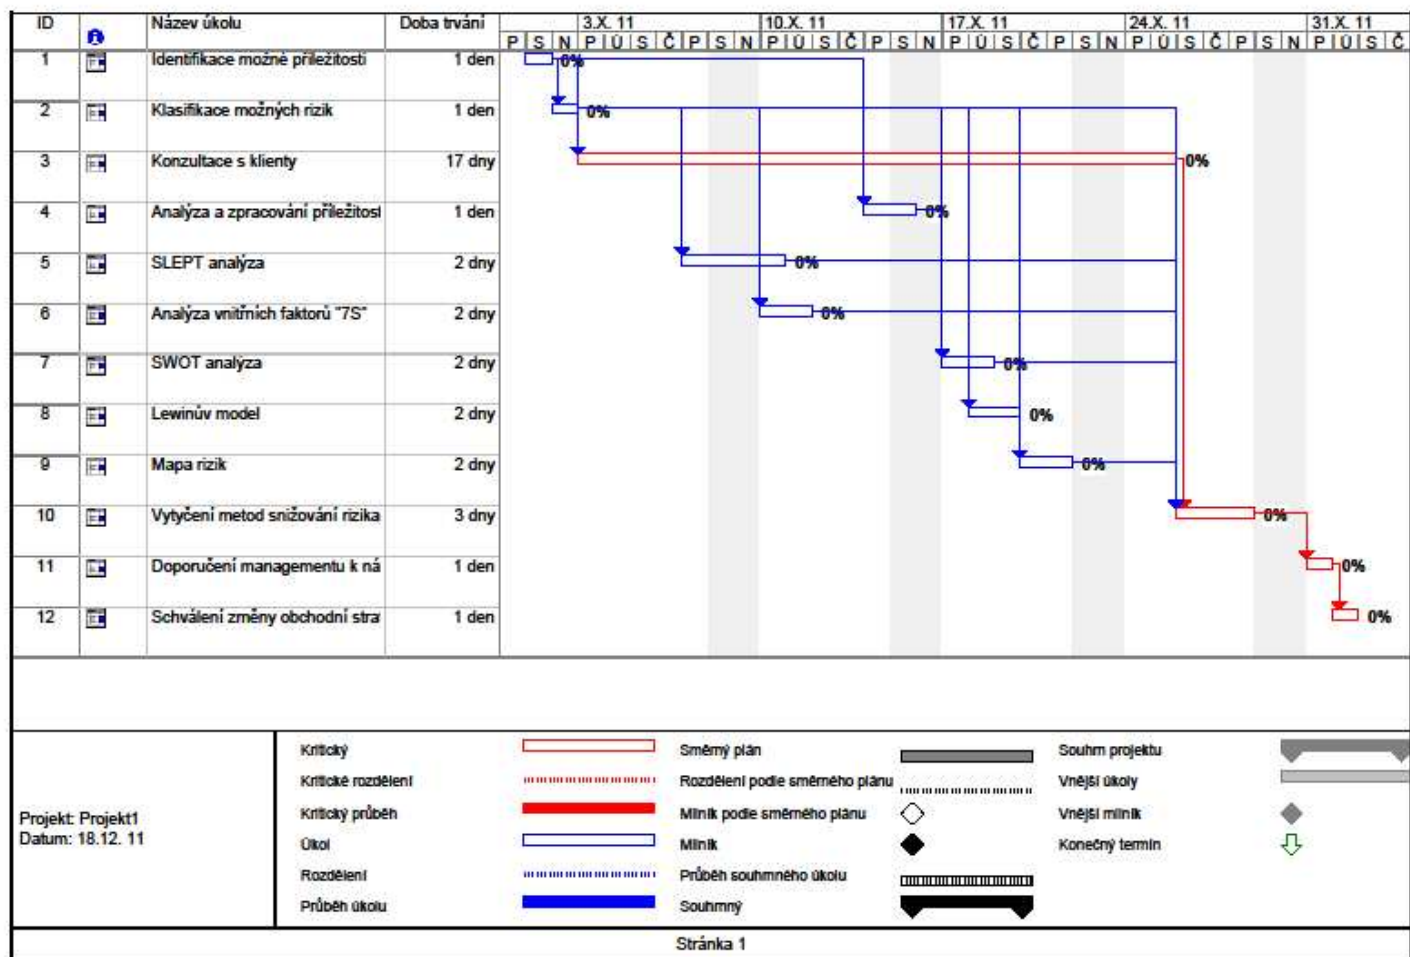 ID Název úkolu Doba trvání 3.X. 11 10.X. 11 17.X. 11 24.X. 11 31.X. 11
P S N P Ú S Č P S N P Ú S Č P S N P Ú S Č P S N P Ú S Č P S N P Ú S Č
1 Identifikace možné příležitosti 1 den 0%
2 Klasifikace možných rizik 1 den 0%
3 Konzultace s klienty 17 dny 0%
4 Analýza a zpracování příležitost 1 den 0%
5 SLEPT analýza 2 dny 0%
6 Analýza vnitřních faktorů "7S" 2 dny 0%
7 SWOT analýza 2 dny 0%
8 Lewinův model 2 dny 0%
9 Mapa rizik 2 dny 0%
10 Vytyčení metod snižování rizika 3 dny 0%
11 Doporučení managementu k ná 1 den 0%
12 Schválení změny obchodní stra 1 den 0%
Projekt: Projekt1
Datum: 18.12. 11
Kritický
Kritické rozdělení
Kritický průběh
Úkol
Rozdělení
Průběh úkolu
Směrný plán
Rozdělení podle směrného plánu
Milník podle směrného plánu
Milník
Průběh souhrnného úkolu
Souhrnný
Souhrn projektu
Vnější úkoly
Vnější milník
Konečný termín
Stránka 1